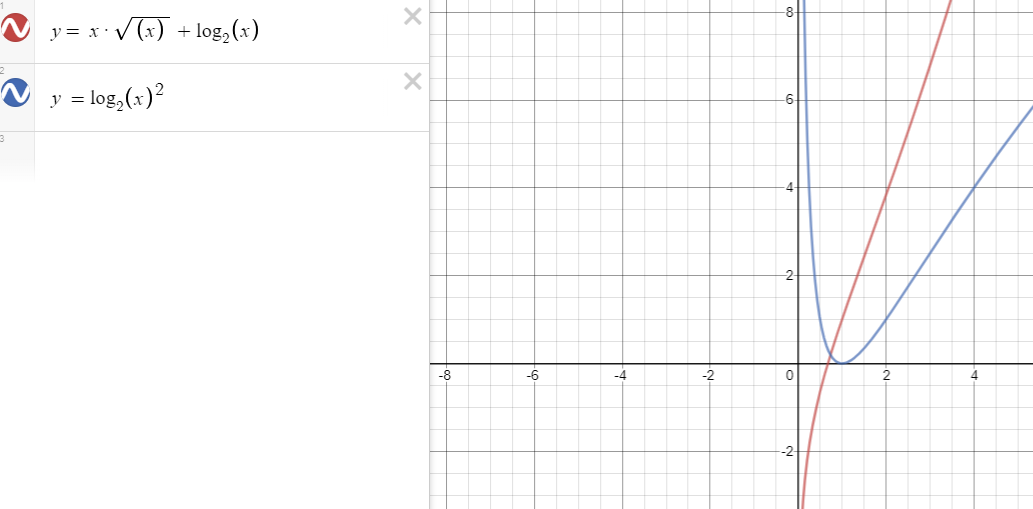 1
y = x · √(x) + log₂(x)
2
y = log₂(x)²
3
8
6
4
2
-8 -6 -4 -2 0 2 4
-2